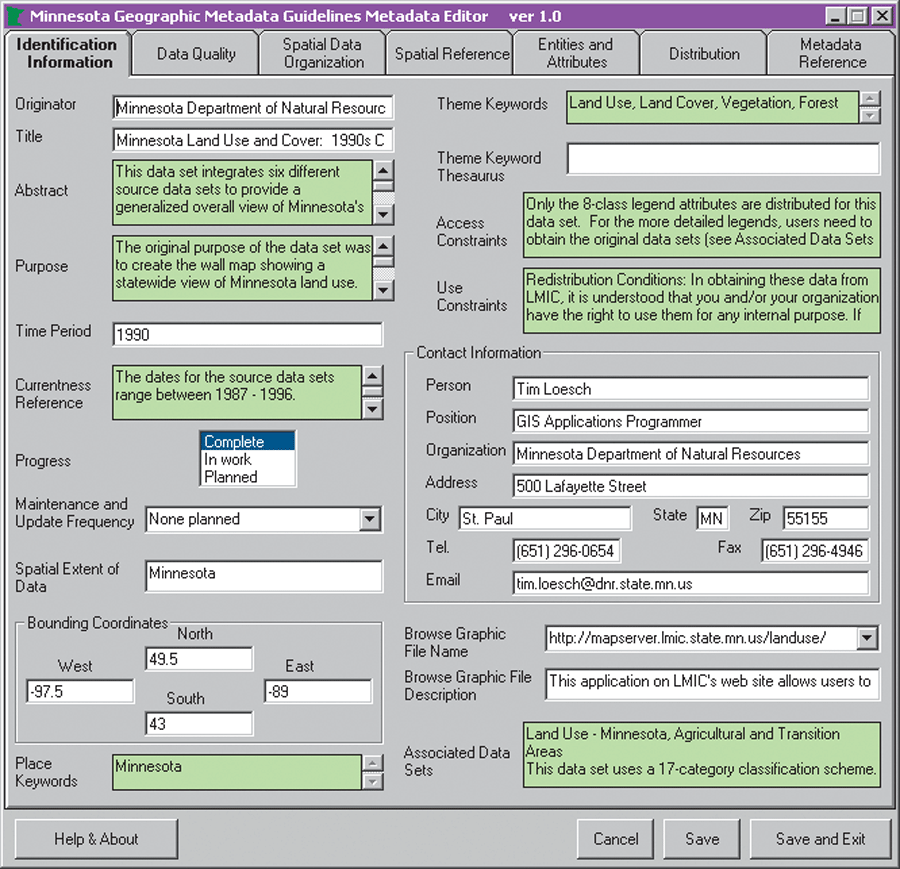 Minnesota Geographic Metadata Guidelines Metadata Editor ver 1.0
Identification Information
Data Quality
Spatial Data Organization
Spatial Reference
Entities and Attributes
Distribution
Metadata Reference
Originator
Minnesota Department of Natural Resourc
Title
Minnesota Land Use and Cover: 1990s C
Abstract
This data set integrates six different
source data sets to provide a
generalized overall view of Minnesota's
Purpose
The original purpose of the data set was
to create the wall map showing a
statewide view of Minnesota land use.
Time Period
1990
Currentness
Reference
The dates for the source data sets
range between 1987 - 1996.
Progress
Complete
In work
Planned
Maintenance and
Update Frequency
None planned
Spatial Extent of
Data
Minnesota
Bounding Coordinates
North
49.5
West
-97.5
East
-89
South
43
Place
Keywords
Minnesota
Theme Keywords
Land Use, Land Cover, Vegetation, Forest
Theme Keyword
Thesaurus
Access
Constraints
Only the 8-class legend attributes are distributed for this
data set. For the more detailed legends, users need to
obtain the original data sets (see Associated Data Sets
Use
Constraints
Redistribution Conditions: In obtaining these data from
LMIC, it is understood that you and/or your organization
have the right to use them for any internal purpose. If
Contact Information
Person
Tim Loesch
Position
GIS Applications Programmer
Organization
Minnesota Department of Natural Resources
Address
500 Lafayette Street
City
St. Paul
State
MN
Zip
55155
Tel.
(651) 296-0654
Fax
(651) 296-4946
Email
tim.loesch@dnr.state.mn.us
Browse Graphic
File Name
http://mapserver.lmic.state.mn.us/landuse/
Browse Graphic File
Description
This application on LMIC's web site allows users to
Associated Data
Sets
Land Use - Minnesota, Agricultural and Transition
Areas
This data set uses a 17-category classification scheme.
Help & About
Cancel
Save
Save and Exit